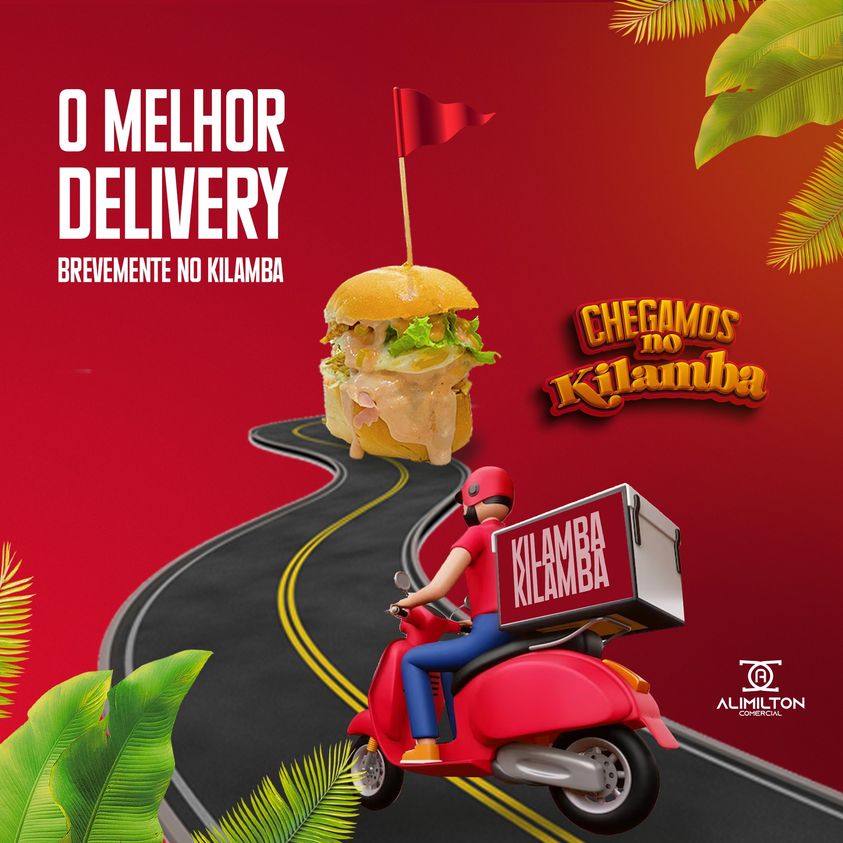 O MELHOR
DELIVERY
BREVEMENTE NO KILAMBA
CHEGAMOS
no
Kilamba
KILAMBA
KILAMBA
A
ALIMILTON
COMERCIAL